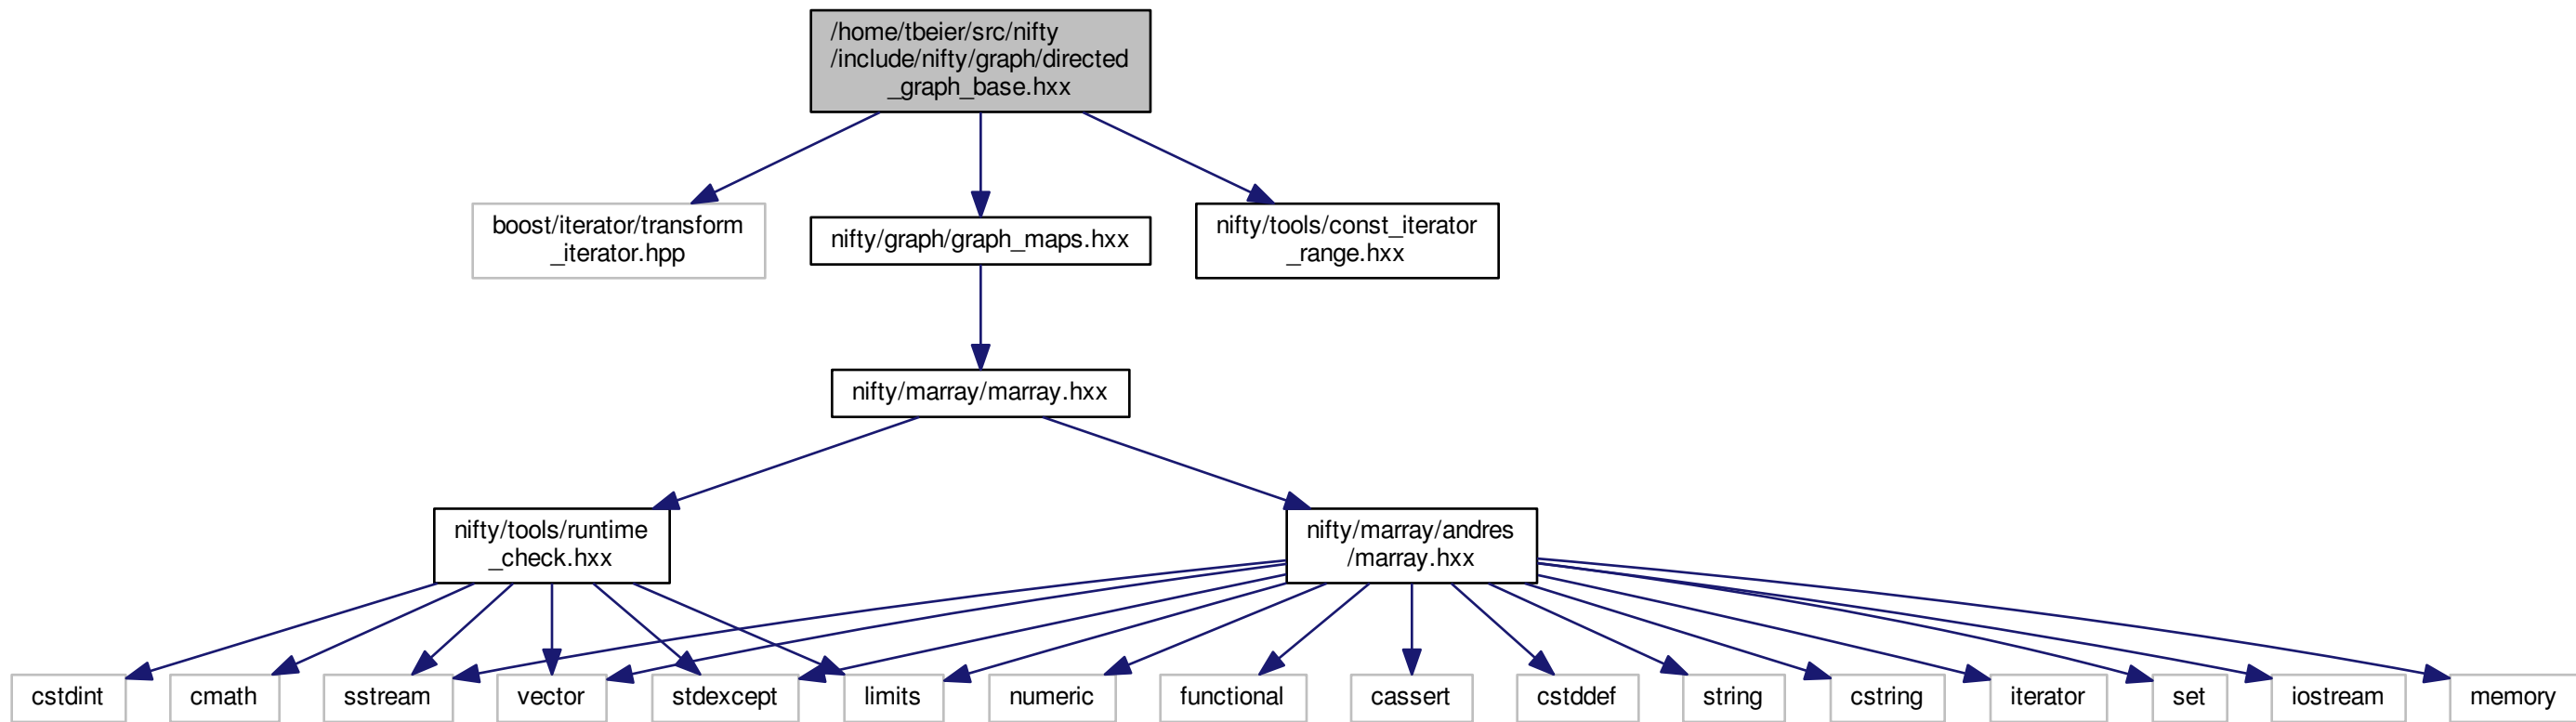 /home/tbeier/src/nifty
/include/nifty/graph/directed
_graph_base.hxx
boost/iterator/transform
_iterator.hpp
nifty/graph/graph_maps.hxx
nifty/tools/const_iterator
_range.hxx
nifty/marray/marray.hxx
nifty/tools/runtime
_check.hxx
nifty/marray/andres
/marray.hxx
cstdint
cmath
sstream
vector
stdexcept
limits
numeric
functional
cassert
cstddef
string
cstring
iterator
set
iostream
memory